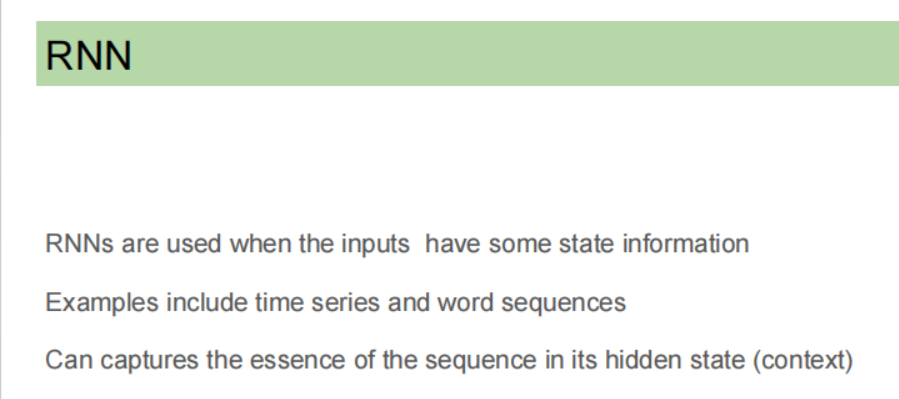 RNN
RNNs are used when the inputs  have some state information
Examples include time series and word sequences
Can captures the essence of the sequence in its hidden state (context)